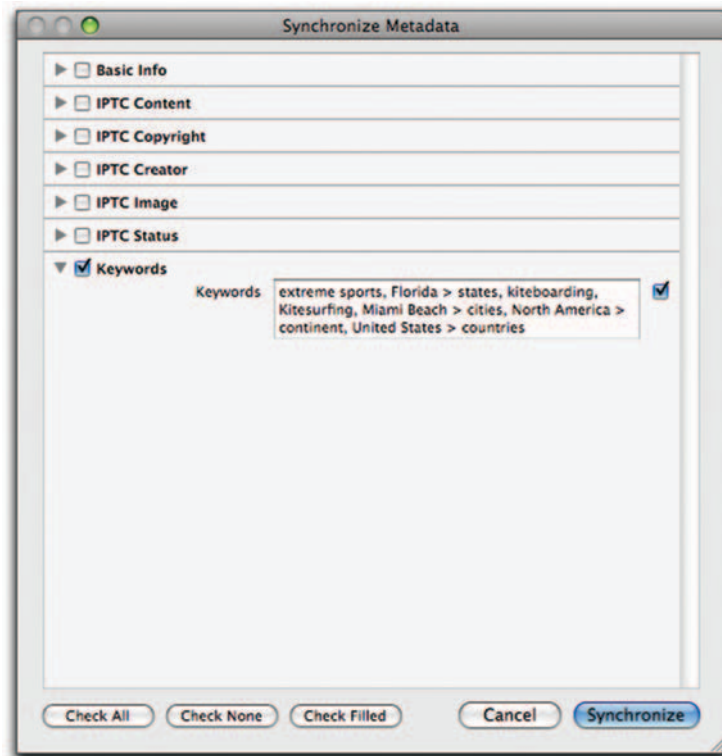 Synchronize Metadata
Basic Info
IPTC Content
IPTC Copyright
IPTC Creator
IPTC Image
IPTC Status
Keywords
Keywords
extreme sports, Florida > states, kiteboarding,
Kitesurfing, Miami Beach > cities, North America >
continent, United States > countries
Check All
Check None
Check Filled
Cancel
Synchronize